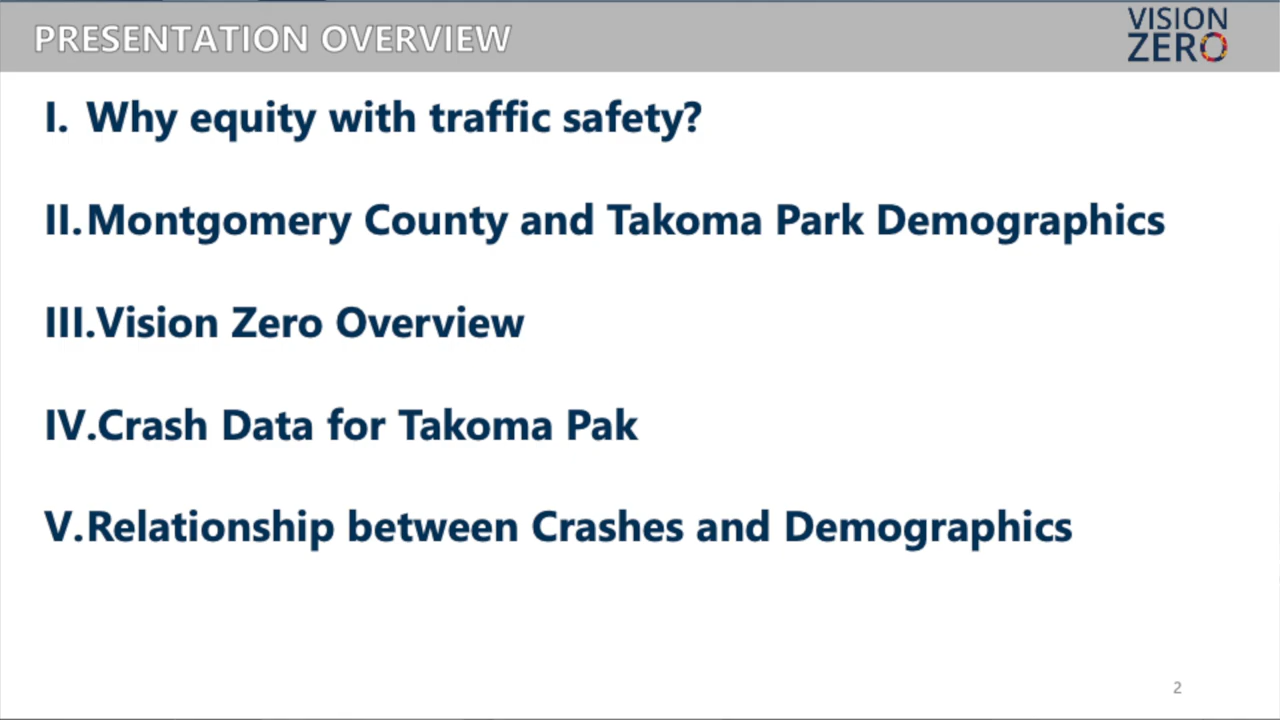 PRESENTATION OVERVIEW
VISION
ZERO
I. Why equity with traffic safety?
II. Montgomery County and Takoma Park Demographics
III.Vision Zero Overview
IV.Crash Data for Takoma Pak
V.Relationship between Crashes and Demographics
2